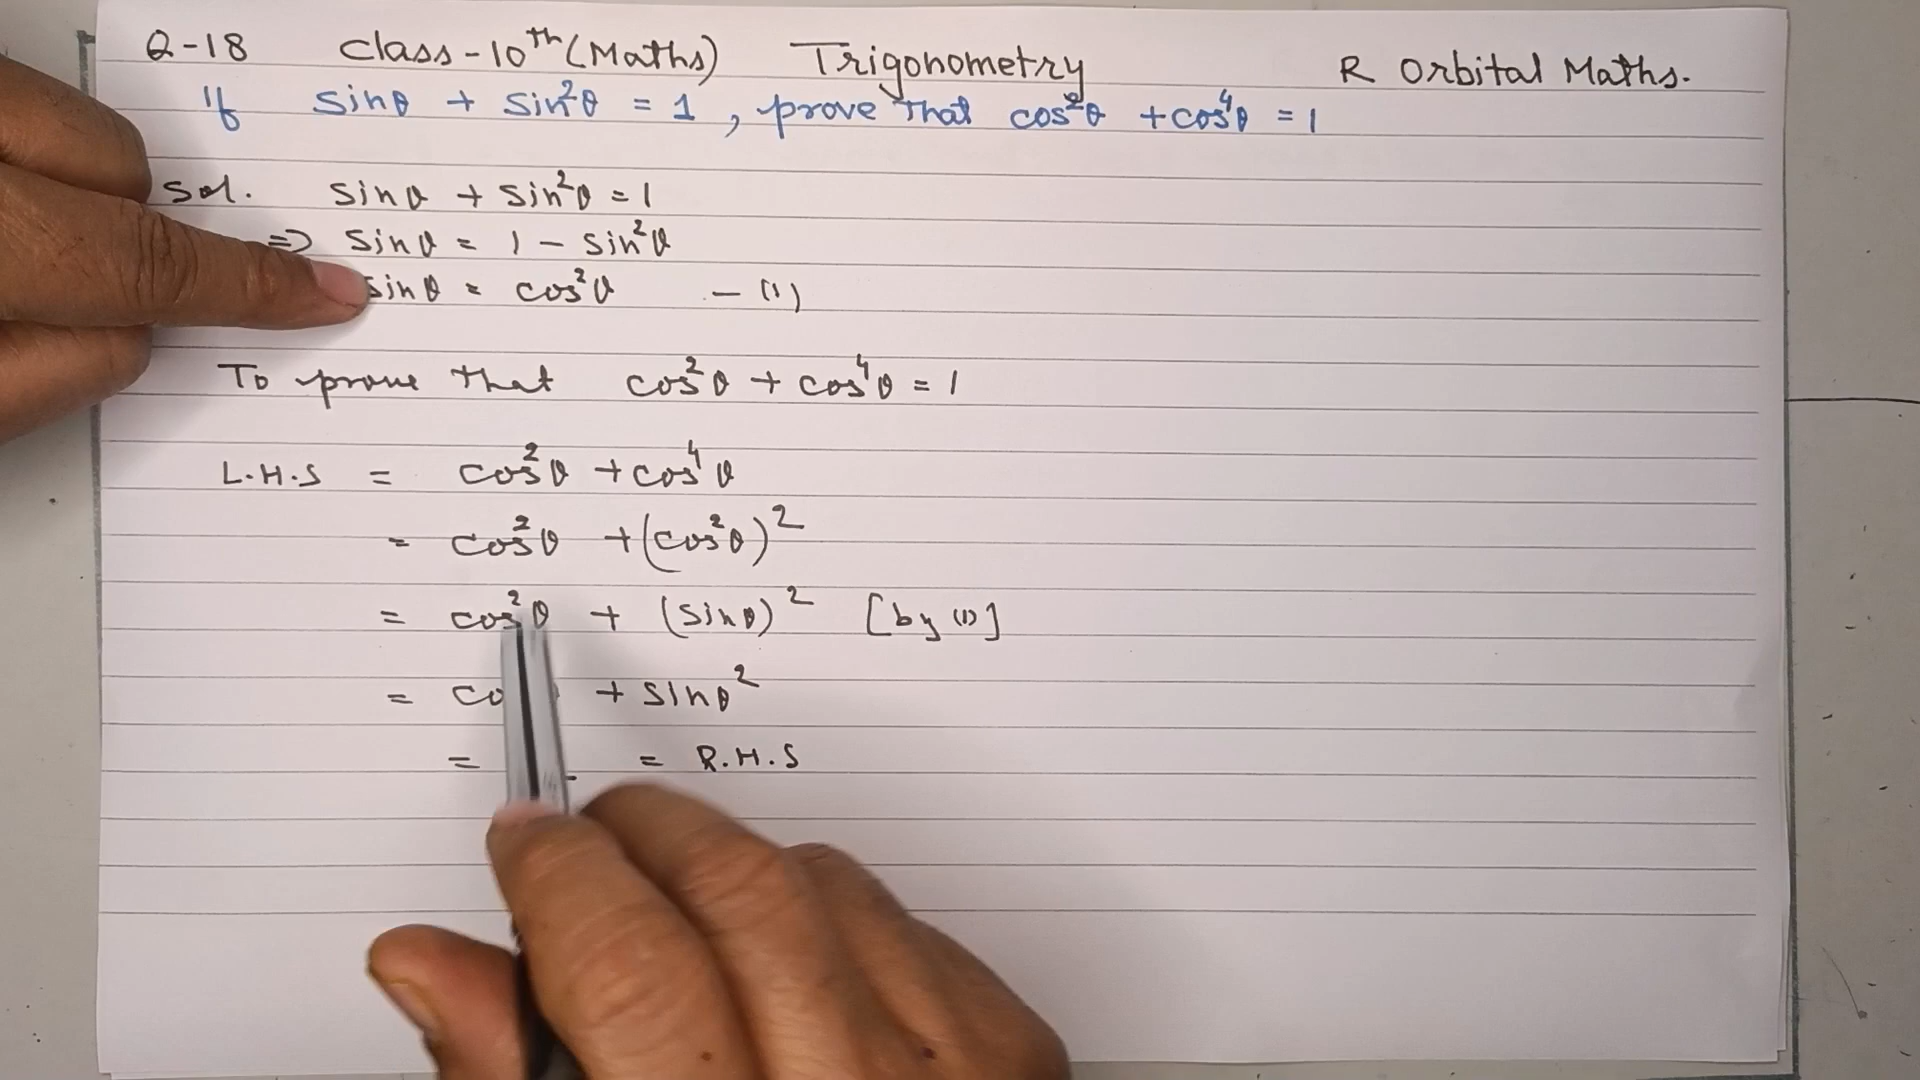 Q-18 Class-10th (Maths) Trigonometry R Orbital Maths.
If sinθ + sin²θ = 1, prove that cos²θ + cos⁴θ = 1
Sol. sinθ + sin²θ = 1
=> sinθ = 1 - sin²θ
sinθ = cos²θ - (1)
To prove that cos²θ + cos⁴θ = 1
L.H.S = cos²θ + cos⁴θ
= cos²θ + (cos²θ)²
= cos²θ + (sinθ)² [by (1)]
= + sinθ²
= = R.H.S